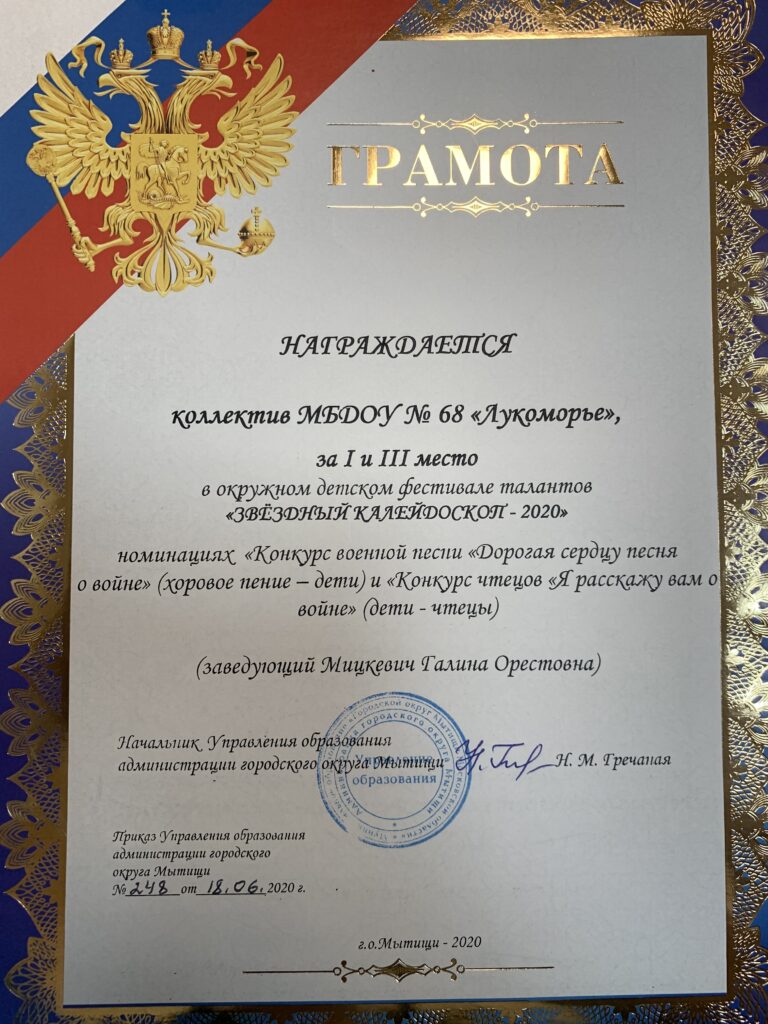 ГРАМОТА
НАГРАЖДАЕТСЯ
коллектив МБДОУ № 68 «Лукоморье»,
за I и III место
в окружном детском фестивале талантов
«ЗВЁЗДНЫЙ КАЛЕЙДОСКОП - 2020»
номинациях «Конкурс военной песни «Дорогая сердцу песня
о войне» (хоровое пение – дети) и «Конкурс чтецов «Я расскажу вам о
войне» (дети - чтецы)
(заведующий Мицкевич Галина Орестовна)
Начальник Управления образования
администрации городского округа Мытищи
Н. М. Гречаная
Управление
образования
Приказ Управления образования
администрации городского
округа Мытищи
№ 248 от 18.06.2020 г.
г.о.Мытищи - 2020